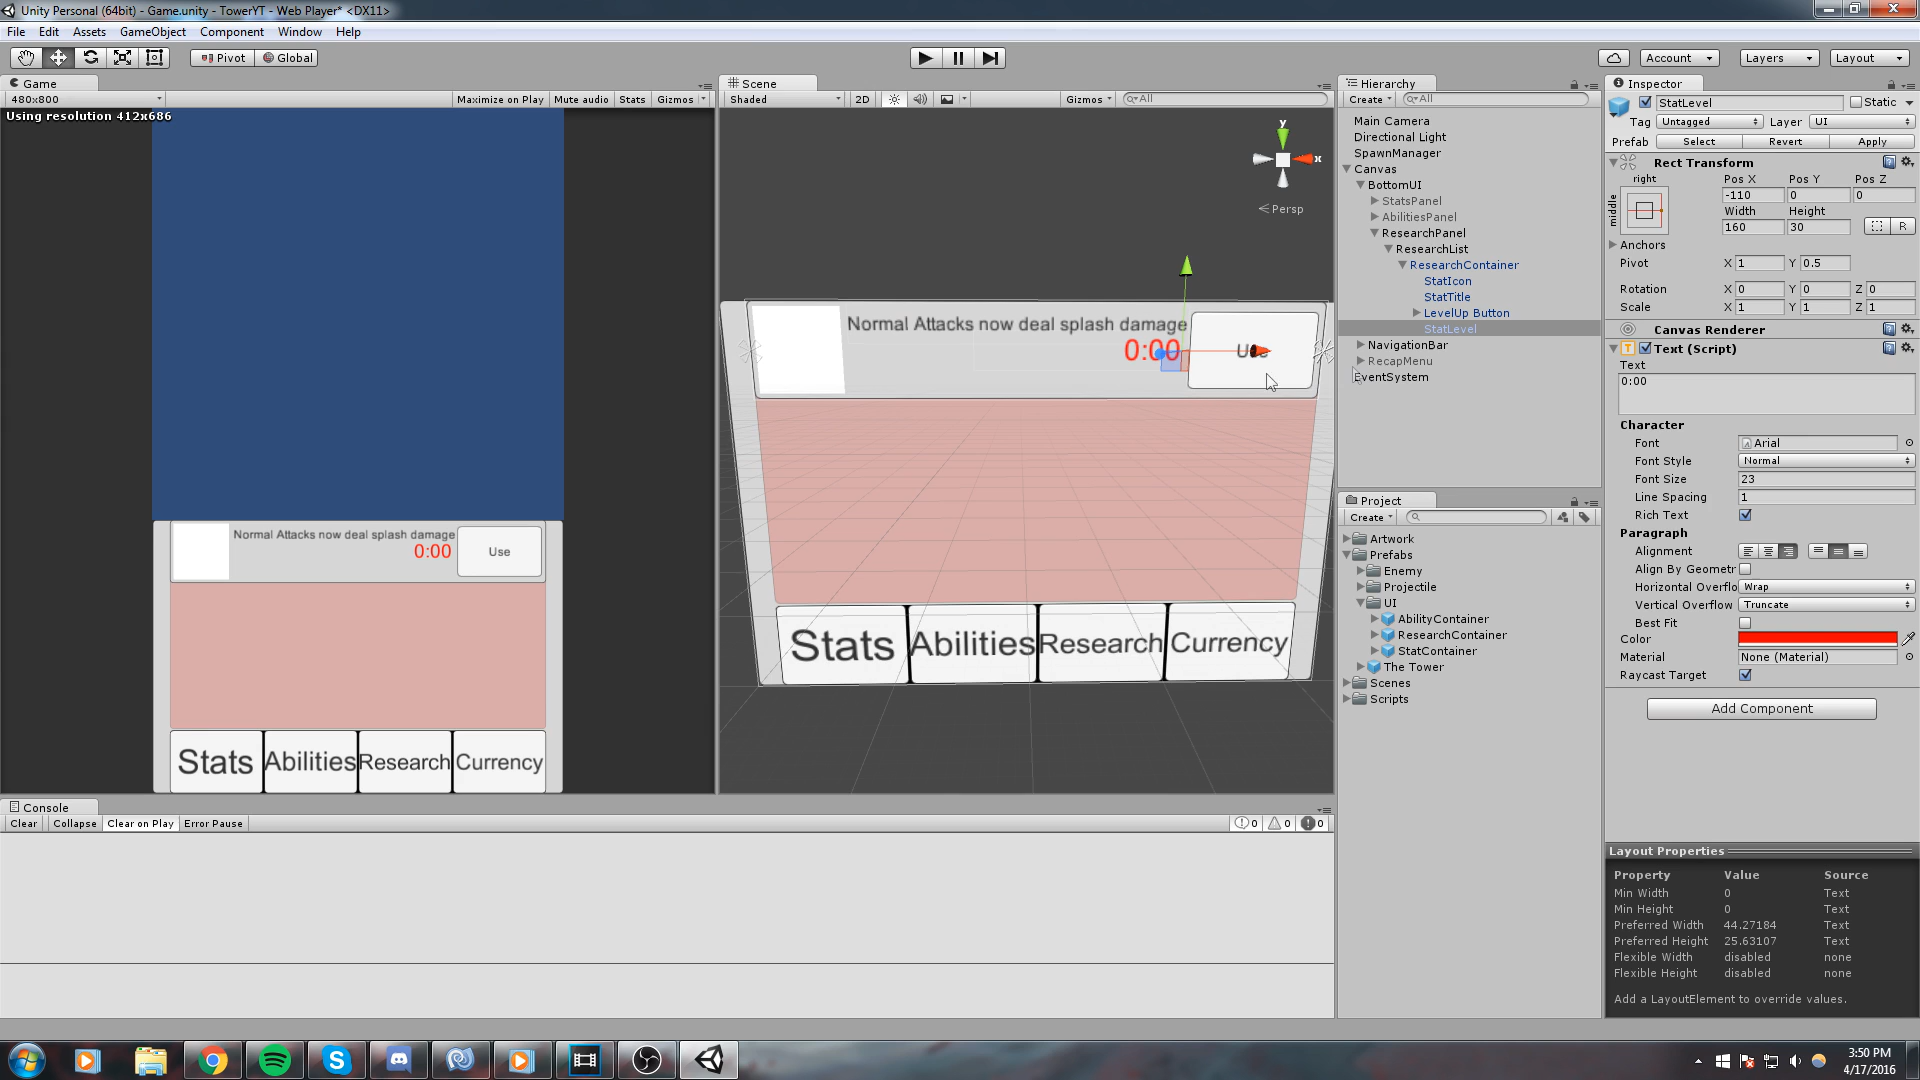 Unity Personal (64bit) - Game.unity - TowerYT - Web Player* <DX11>
File Edit Assets GameObject Component Window Help
Pivot Global Account Layers Layout
Game
480x800 Maximize on Play Mute audio Stats Gizmos
Using resolution 412x686
Normal Attacks now deal splash damage
0:00
Use
Stats Abilities Research Currency
Scene
Shaded 2D Gizmos All
y
x
Persp
Normal Attacks now deal splash damage
0:00
Use
Stats Abilities Research Currency
Hierarchy
Create All
Main Camera
Directional Light
SpawnManager
Canvas
BottomUI
StatsPanel
AbilitiesPanel
ResearchPanel
ResearchList
ResearchContainer
StatIcon
StatTitle
LevelUp Button
StatLevel
NavigationBar
RecapMenu
EventSystem
Project
Create
Artwork
Prefabs
Enemy
Projectile
UI
AbilityContainer
ResearchContainer
StatContainer
The Tower
Scenes
Scripts
Inspector
StatLevel Static
Tag Untagged Layer UI
Prefab Select Revert Apply
Rect Transform
right Pos X Pos Y Pos Z
middle -110 0 0
Width Height
160 30 R
Anchors
Pivot X 1 Y 0.5
Rotation X 0 Y 0 Z 0
Scale X 1 Y 1 Z 1
Canvas Renderer
Text (Script)
Text
0:00
Character
Font Arial
Font Style Normal
Font Size 23
Line Spacing 1
Rich Text
Paragraph
Alignment
Align By Geometr
Horizontal Overflo Wrap
Vertical Overflow Truncate
Best Fit
Color
Material None (Material)
Raycast Target
Add Component
Layout Properties
Property Value Source
Min Width 0 Text
Min Height 0 Text
Preferred Width 44.27184 Text
Preferred Height 25.63107 Text
Flexible Width disabled none
Flexible Height disabled none
Add a LayoutElement to override values.
Console
Clear Collapse Clear on Play Error Pause 0 0 0
3:50 PM
4/17/2016